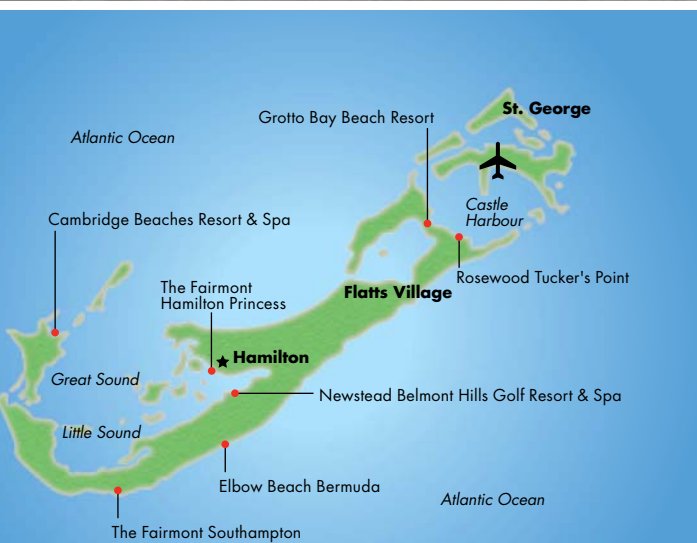 St. George
Grotto Bay Beach Resort
Atlantic Ocean
Castle
Harbour
Cambridge Beaches Resort & Spa
Rosewood Tucker's Point
The Fairmont
Hamilton Princess
Flatts Village
Hamilton
Great Sound
Newstead Belmont Hills Golf Resort & Spa
Little Sound
Elbow Beach Bermuda
Atlantic Ocean
The Fairmont Southampton